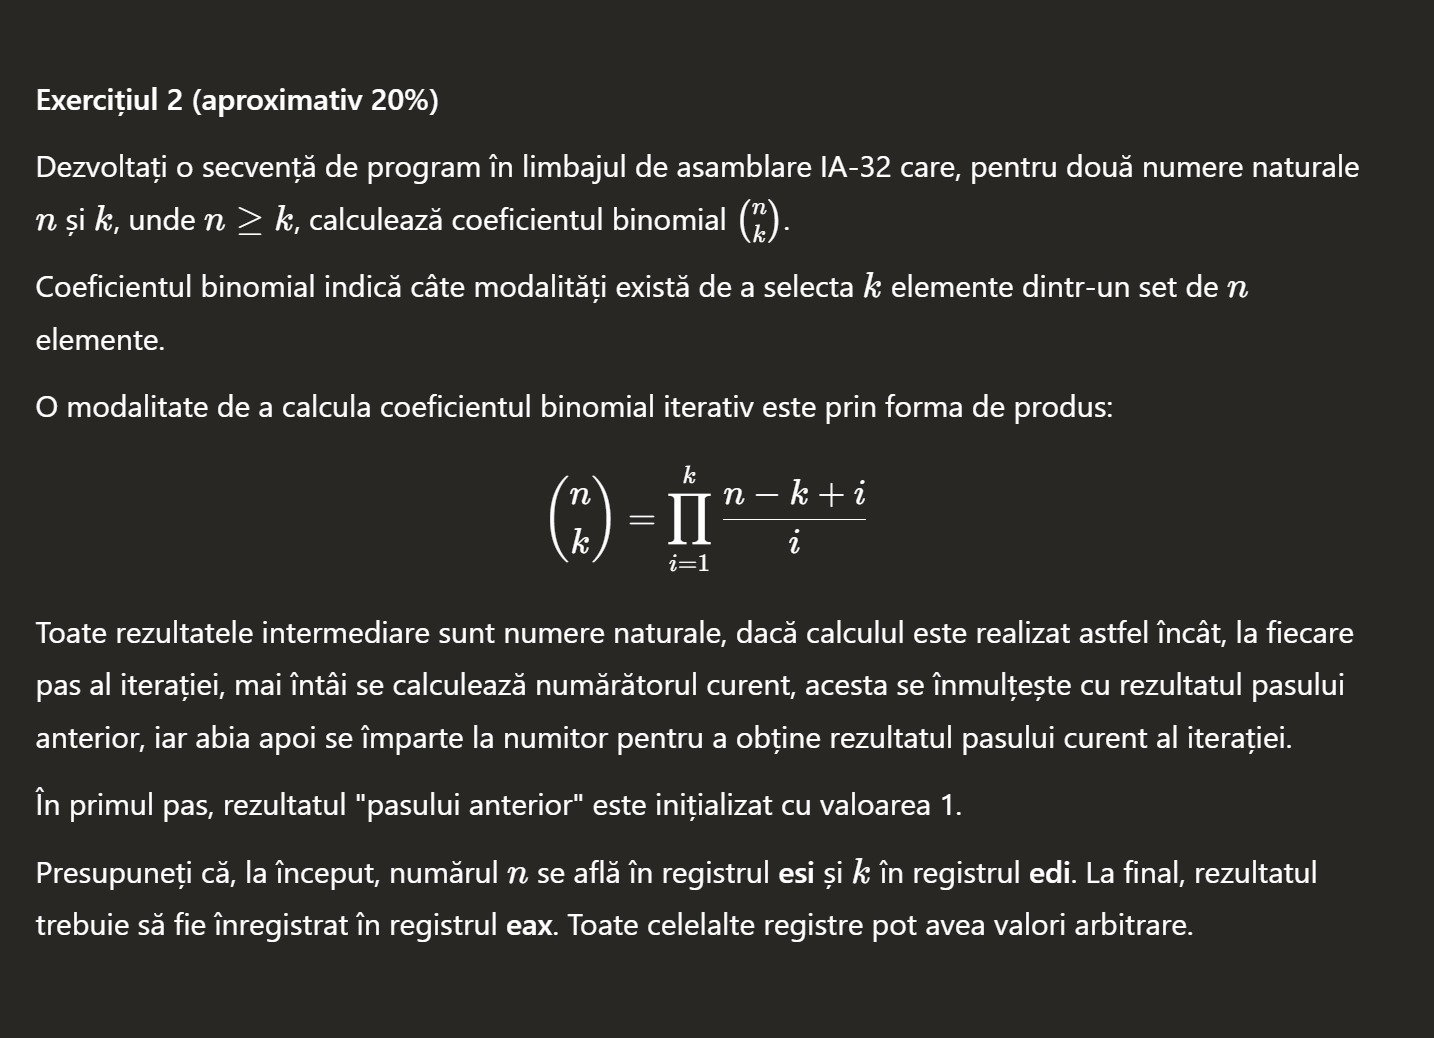 Exercițiul 2 (aproximativ 20%)
Dezvoltați o secvență de program în limbajul de asamblare IA-32 care, pentru două numere naturale
n și k, unde n ≥ k, calculează coeficientul binomial (n k).
Coeficientul binomial indică câte modalități există de a selecta k elemente dintr-un set de n
elemente.
O modalitate de a calcula coeficientul binomial iterativ este prin forma de produs:
(n k) = ∏_{i=1}^{k} (n − k + i)/i
Toate rezultatele intermediare sunt numere naturale, dacă calculul este realizat astfel încât, la fiecare
pas al iterației, mai întâi se calculează numărătorul curent, acesta se înmulțește cu rezultatul pasului
anterior, iar abia apoi se împarte la numitor pentru a obține rezultatul pasului curent al iterației.
În primul pas, rezultatul "pasului anterior" este inițializat cu valoarea 1.
Presupuneți că, la început, numărul n se află în registrul esi și k în registrul edi. La final, rezultatul
trebuie să fie înregistrat în registrul eax. Toate celelalte registre pot avea valori arbitrare.